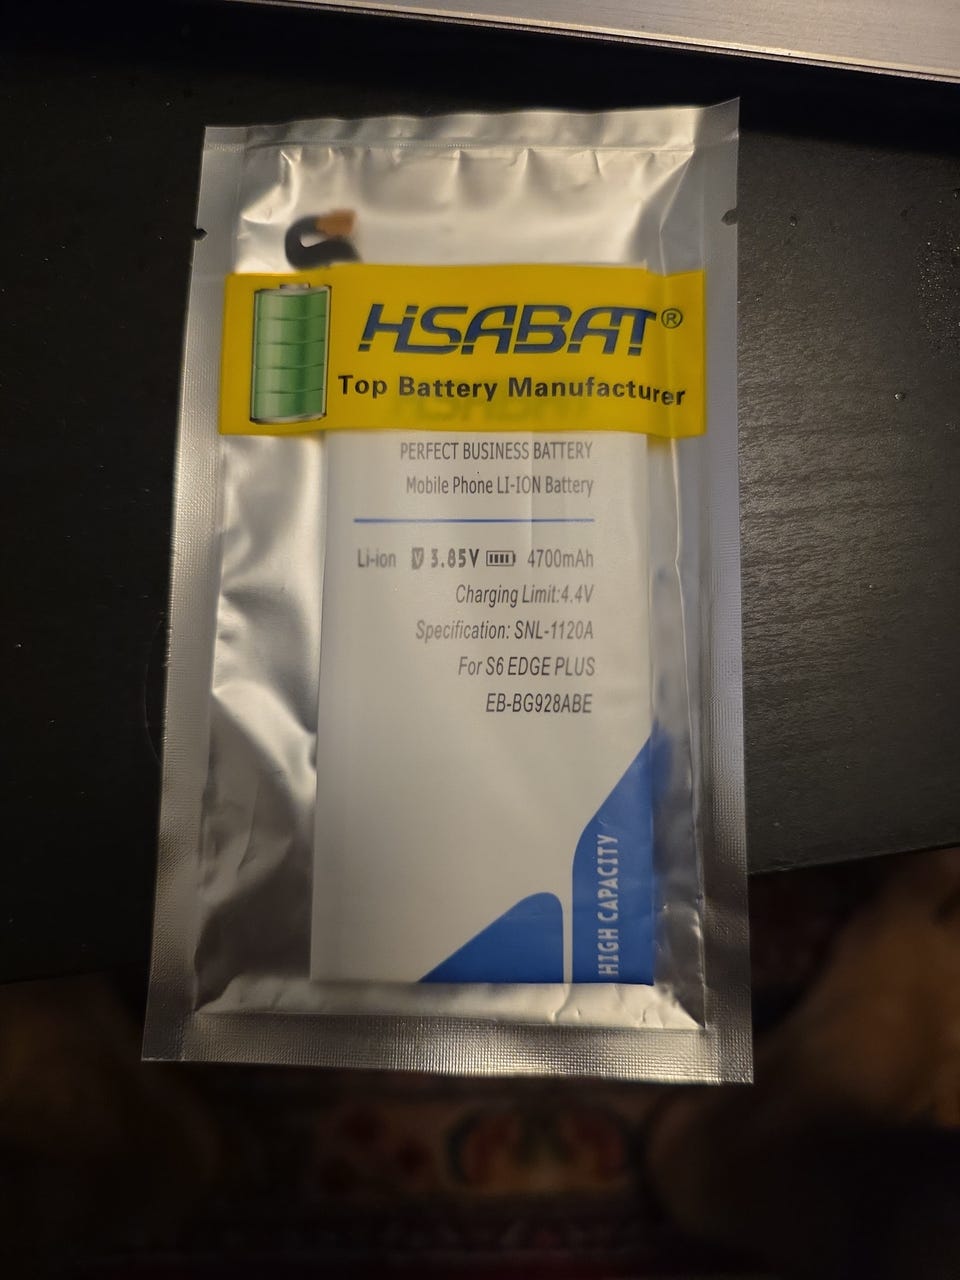 HSABAT®
Top Battery Manufacturer
HSABAT
PERFECT BUSINESS BATTERY
Mobile Phone LI-ION Battery
Li-ion V 3.85V 4700mAh
Charging Limit:4.4V
Specification: SNL-1120A
For S6 EDGE PLUS
EB-BG928ABE
HIGH CAPACITY